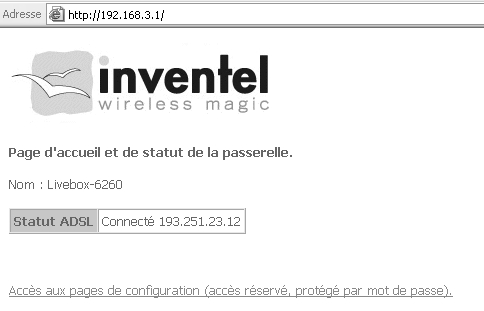 Adresse http://192.168.3.1/
inventel
wireless magic
Page d'accueil et de statut de la passerelle.
Nom : Livebox-6260
Statut ADSL Connecté 193.251.23.12
Accès aux pages de configuration (accès réservé, protégé par mot de passe).